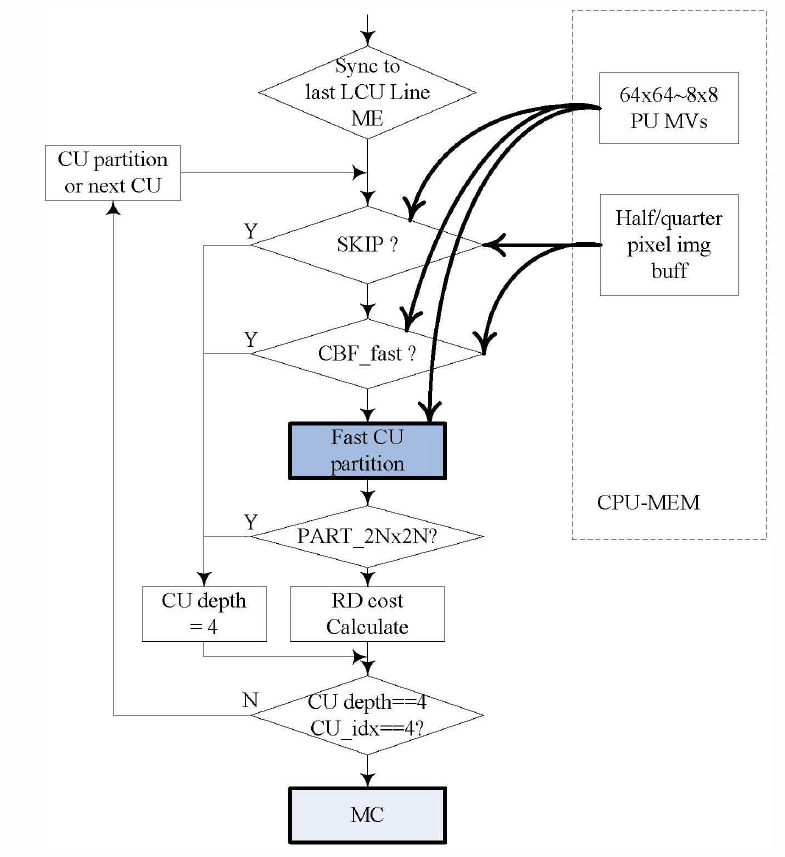 Sync to
last LCU Line
ME
64x64~8x8
PU MVs
CU partition
or next CU
Half/quarter
pixel img
buff
Y
SKIP ?
Y
CBF_fast ?
Fast CU
partition
CPU-MEM
Y
PART_2Nx2N?
CU depth
= 4
RD cost
Calculate
N
CU depth==4
CU_idx==4?
MC